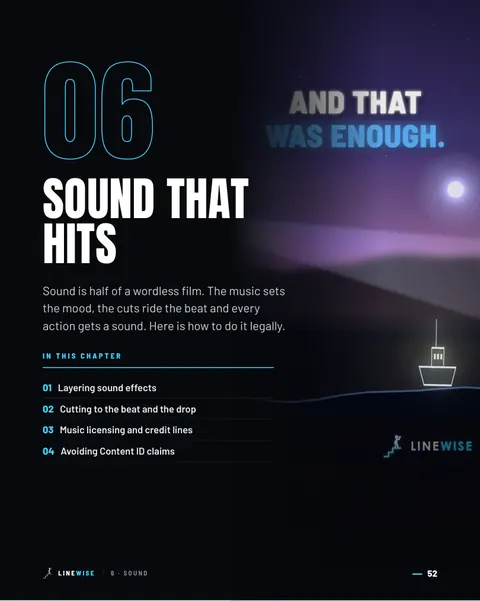 06
AND THAT
WAS ENOUGH.
SOUND THAT
HITS
Sound is half of a wordless film. The music sets
the mood, the cuts ride the beat and every
action gets a sound. Here is how to do it legally.
IN THIS CHAPTER
01 Layering sound effects
02 Cutting to the beat and the drop
03 Music licensing and credit lines
04 Avoiding Content ID claims
LINEWISE
LINEWISE 6 · SOUND
52